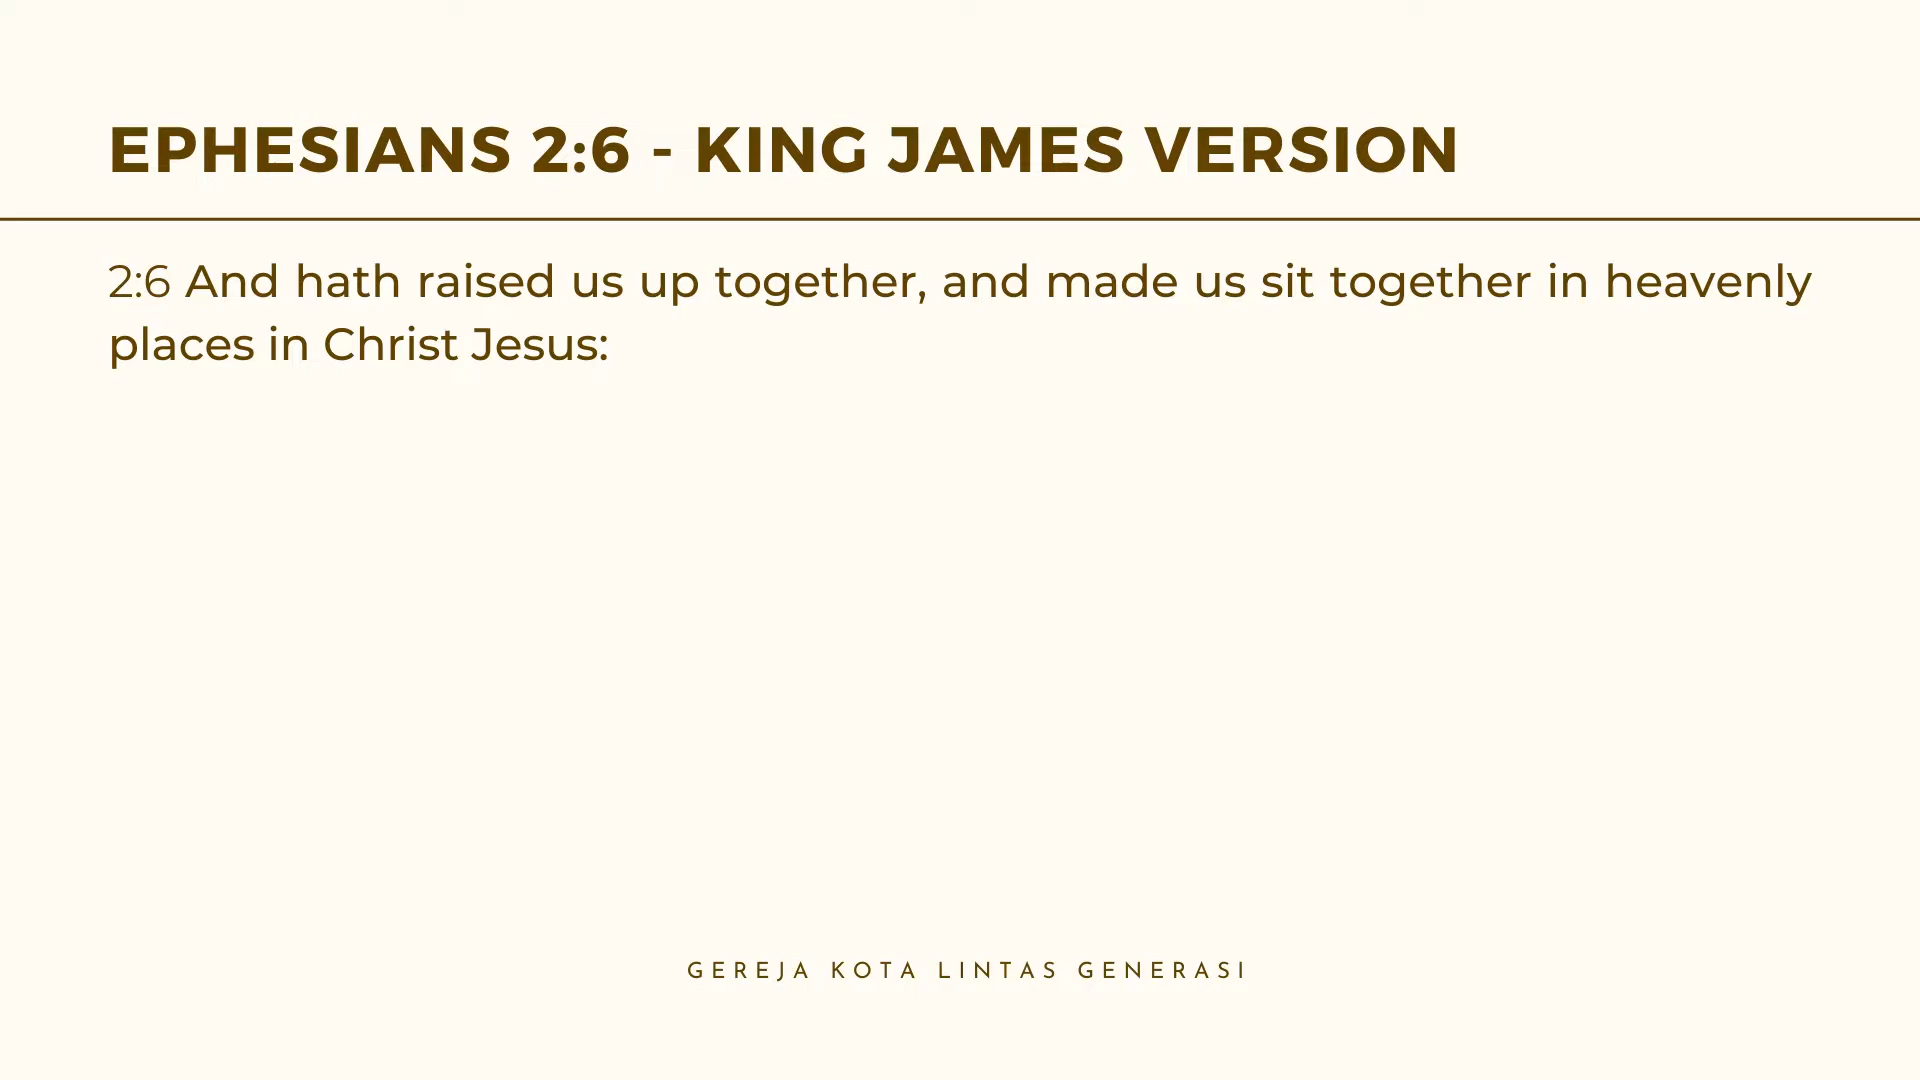 EPHESIANS 2:6 - KING JAMES VERSION
2:6 And hath raised us up together, and made us sit together in heavenly
places in Christ Jesus:
GEREJA KOTA LINTAS GENERASI